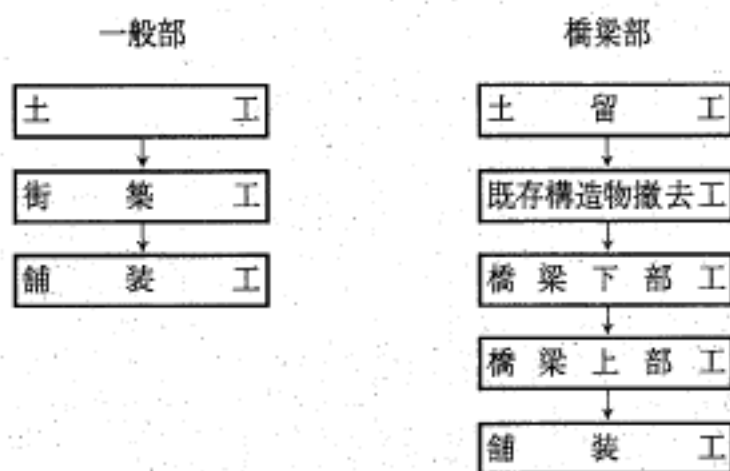 一般部
土工
街築工
舗装工
橋梁部
土留工
既存構造物撤去工
橋梁下部工
橋梁上部工
舗装工